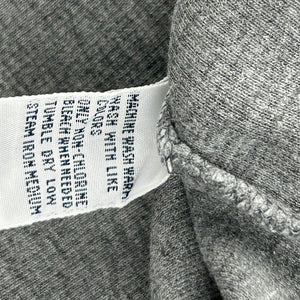 MACHINE WASH WARM
WASH WITH LIKE
COLORS
ONLY NON-CHLORINE
BLEACH WHEN NEEDED
TUMBLE DRY LOW
STEAM IRON MEDIUM